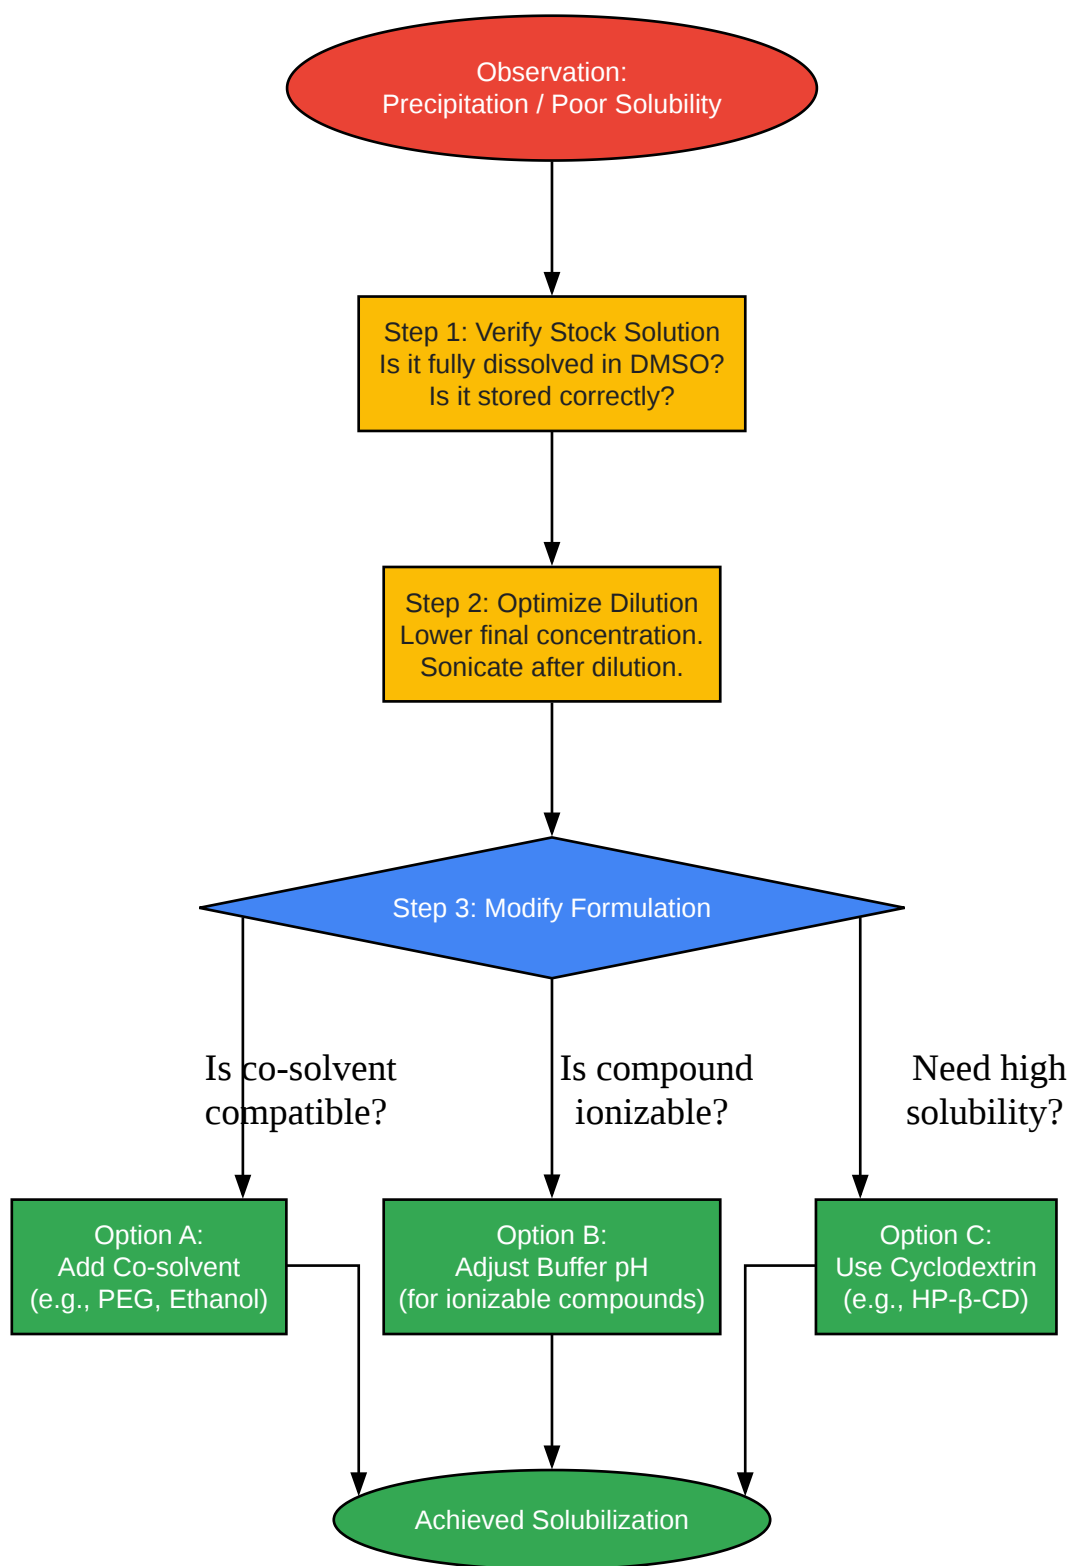 Observation:
Precipitation / Poor Solubility
Step 1: Verify Stock Solution
Is it fully dissolved in DMSO?
Is it stored correctly?
Step 2: Optimize Dilution
Lower final concentration.
Sonicate after dilution.
Step 3: Modify Formulation
Is co-solvent
compatible?
Is compound
ionizable?
Need high
solubility?
Option A:
Add Co-solvent
(e.g., PEG, Ethanol)
Option B:
Adjust Buffer pH
(for ionizable compounds)
Option C:
Use Cyclodextrin
(e.g., HP-β-CD)
Achieved Solubilization